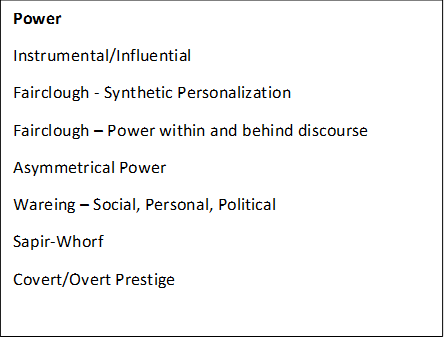 Power
Instrumental/Influential
Fairclough - Synthetic Personalization
Fairclough – Power within and behind discourse
Asymmetrical Power
Wareing – Social, Personal, Political
Sapir-Whorf
Covert/Overt Prestige